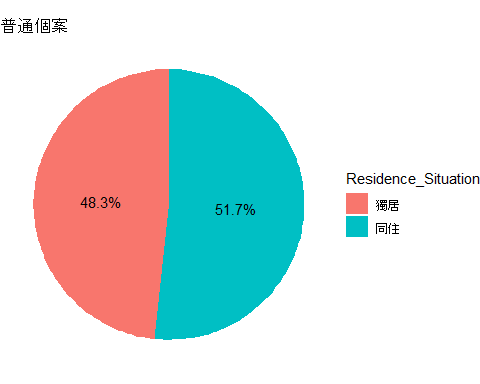 普通個案
48.3%
51.7%
Residence_Situation
獨居
同住